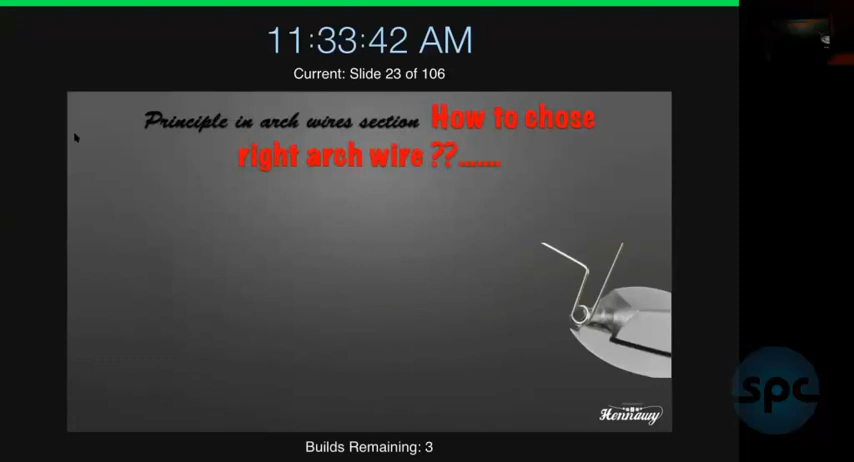 11:33:42 AM
Current: Slide 23 of 106
Principle in arch wires section How to chose
right arch wire ??.......
Hennawy
Builds Remaining: 3
spc